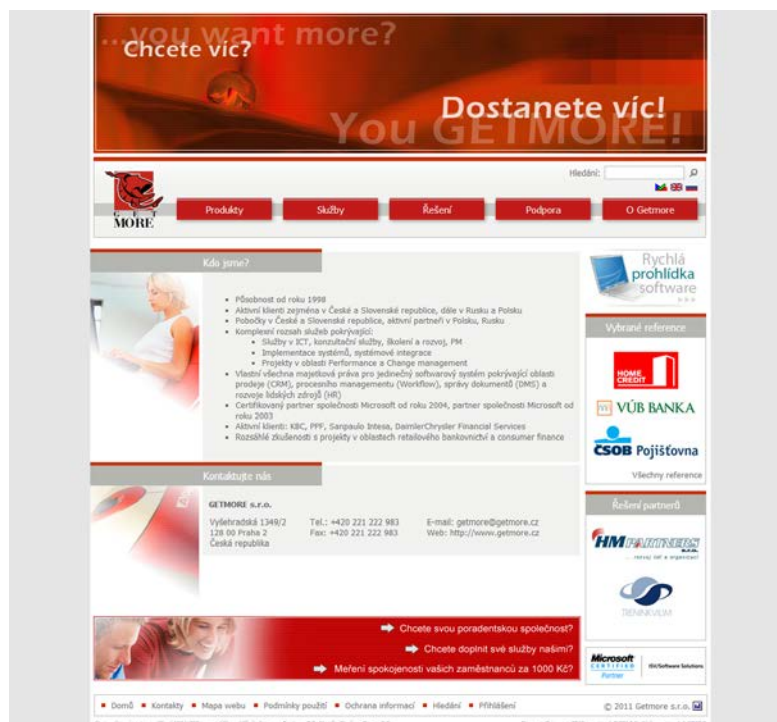 ...you want more?
Chcete víc?
Dostanete víc!
You GETMORE!
Hledání:
GET
MORE
Produkty
Služby
Řešení
Podpora
O Getmore
Kdo jsme?
Působnost od roku 1998
Aktivní klienti zejména v České a Slovenské republice, dále v Rusku a Polsku
Pobočky v České a Slovenské republice, aktivní partneři v Polsku, Rusku
Komplexní rozsah služeb pokrývající:
Služby v ICT, konzultační služby, školení a rozvoj, PM
Implementace systémů, systémové integrace
Projekty v oblasti Performance a Change management
Vlastní všechna majetková práva pro jedinečný softwarový systém pokrývající oblasti
prodeje (CRM), procesního managementu (Workflow), správy dokumentů (DMS) a
rozvoje lidských zdrojů (HR)
Certifikovaný partner společnosti Microsoft od roku 2004, partner společnosti Microsoft od
roku 2003
Aktivní klienti: KBC, PPF, Sanpaulo Intesa, DaimlerChrysler Financial Services
Rozsáhlé zkušenosti s projekty v oblastech retailového bankovnictví a consumer finance
Kontaktujte nás
GETMORE s.r.o.
Vyšehradská 1349/2
128 00 Praha 2
Česká republika
Tel.: +420 221 222 983
Fax: +420 221 222 983
E-mail: getmore@getmore.cz
Web: http://www.getmore.cz
Rychlá
prohlídka
software
Vybrané reference
HOME
CREDIT
VÚB BANKA
ČSOB Pojišťovna
Všechny reference
Řešení partnerů
HM PARTNERS
s.r.o.
... rozvoj lidí a organizací
TRENINKVILIM
Microsoft
CERTIFIED
Partner
ISV/Software Solutions
Chcete svou poradentskou společnost?
Chcete doplnit své služby našimi?
Meření spokojenosti vašich zaměstnanců za 1000 Kč?
Domů
Kontakty
Mapa webu
Podmínky použití
Ochrana informací
Hledání
Přihlášení
© 2011 Getmore s.r.o.